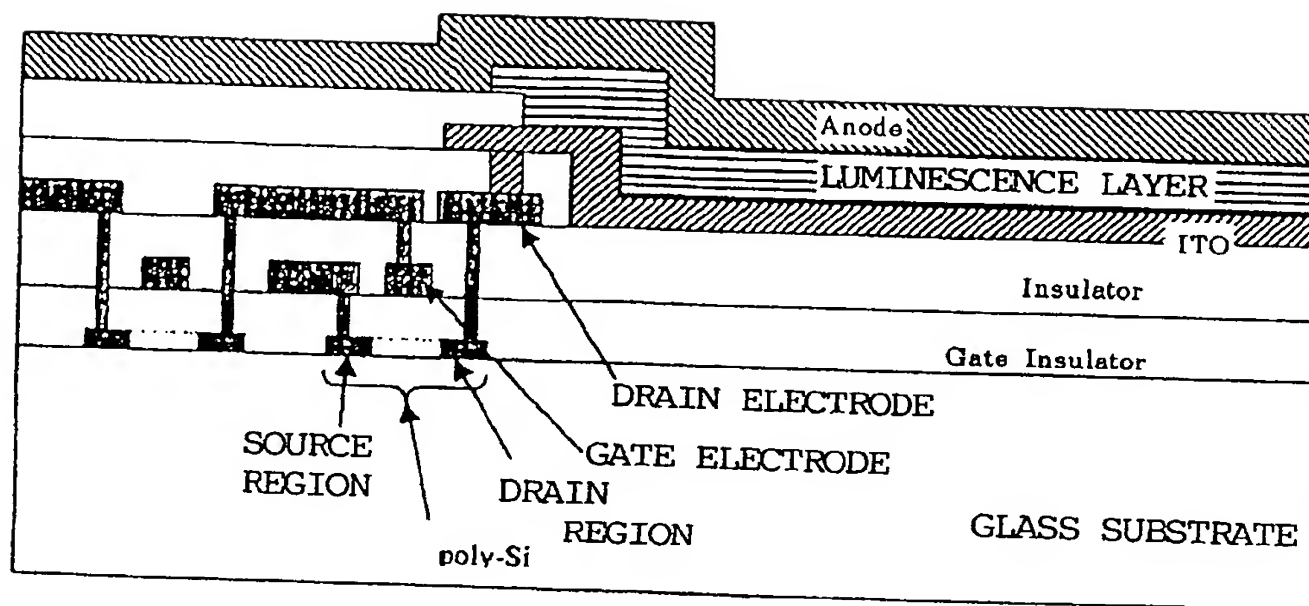 Anode
LUMINESCENCE LAYER
ITO
Insulator
Gate Insulator
DRAIN ELECTRODE
SOURCE
REGION
GATE ELECTRODE
DRAIN
REGION
GLASS SUBSTRATE
poly-Si